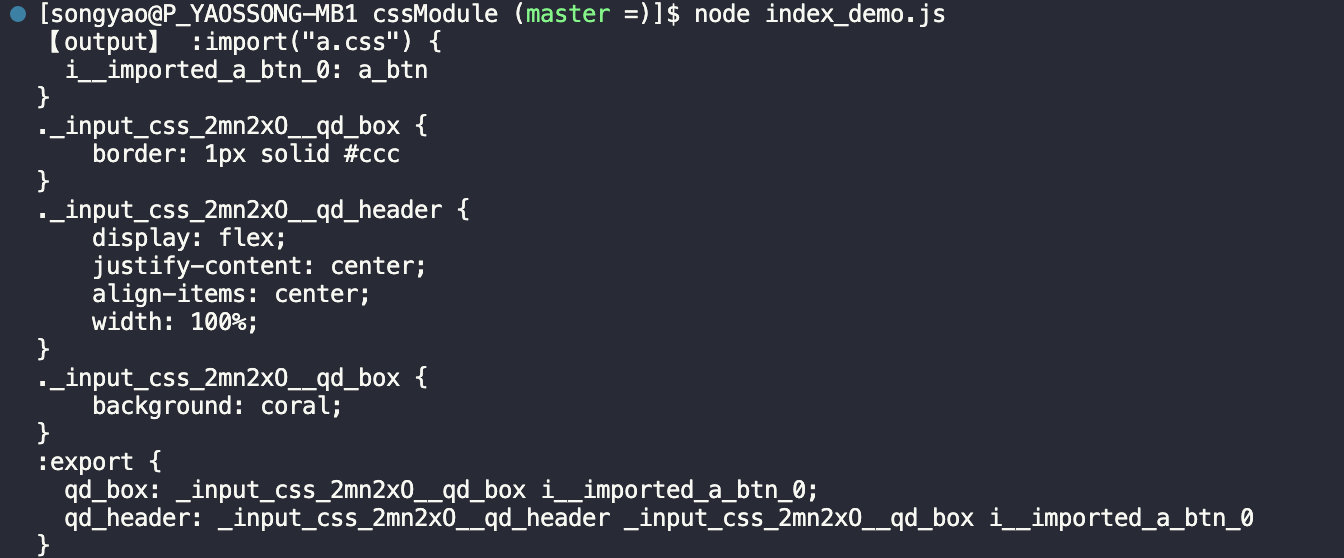 [songyao@P_YAOSSONG-MB1 cssModule (master =)]$ node index_demo.js
【output】 :import("a.css") {
  i__imported_a_btn_0: a_btn
}
._input_css_2mn2xO__qd_box {
    border: 1px solid #ccc
}
._input_css_2mn2xO__qd_header {
    display: flex;
    justify-content: center;
    align-items: center;
    width: 100%;
}
._input_css_2mn2xO__qd_box {
    background: coral;
}
:export {
  qd_box: _input_css_2mn2xO__qd_box i__imported_a_btn_0;
  qd_header: _input_css_2mn2xO__qd_header _input_css_2mn2xO__qd_box i__imported_a_btn_0
}